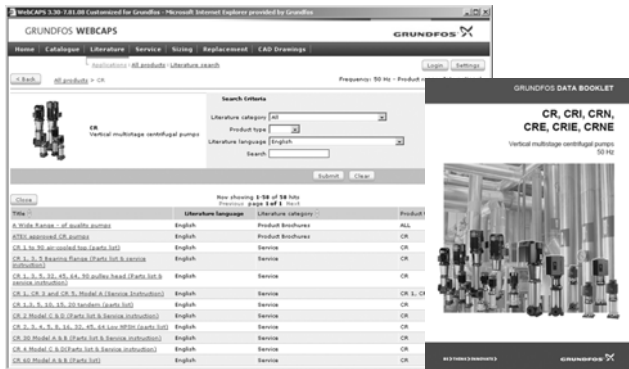 WebCAPS 3.30-7.01.00 Customized for Grundfos - Microsoft Internet Explorer provided by Grundfos
GRUNDFOS WEBCAPS
GRUNDFOS
Home Catalogue Literature Service Sizing Replacement CAD Drawings
Applications › All products › Literature search
Login Settings
< Back All products > CR
Frequency: 50 Hz - Product
Search Criteria
Literature category All
Product type
Literature language English
Search
Submit Clear
CR
Vertical multistage centrifugal pumps
Close
Now showing 1-58 of 58 hits
Previous page 1 of 1 Next
Title Literature language Literature category Product
A Wide Range - of quality pumps English Product Brochures ALL
ATEX approved CR pumps English Product Brochures CR
CR 1 to 90 air-cooled top (parts list) English Service CR
CR 1, 3, 5 Bearing flange (Parts list & service instruction) English Service CR
CR 1, 3, 5, 32, 45, 64, 90 pulley head (Parts list & service instruction) English Service CR
CR 1, CR 3 and CR 5, Model A (Service Instruction) English Service CR 1, CR
CR 1,3, 5, 10, 15, 20 tandem (parts list) English Service CR
CR 2 Model C & D (Parts list & Service instruction) English Service CR
CR 2, 3, 4, 5, 8, 16, 32, 45, 64 Low NPSH (parts list) English Service CR
CR 30 Model A & B (Parts list & Service instruction) English Service CR
CR 4 Model C & D(Parts list & Service instruction) English Service CR
CR 60 Model A & B (Parts list) English Service CR
GRUNDFOS DATA BOOKLET
CR, CRI, CRN,
CRE, CRIE, CRNE
Vertical multistage centrifugal pumps
50 Hz
BE > THINK > INNOVATE >
GRUNDFOS